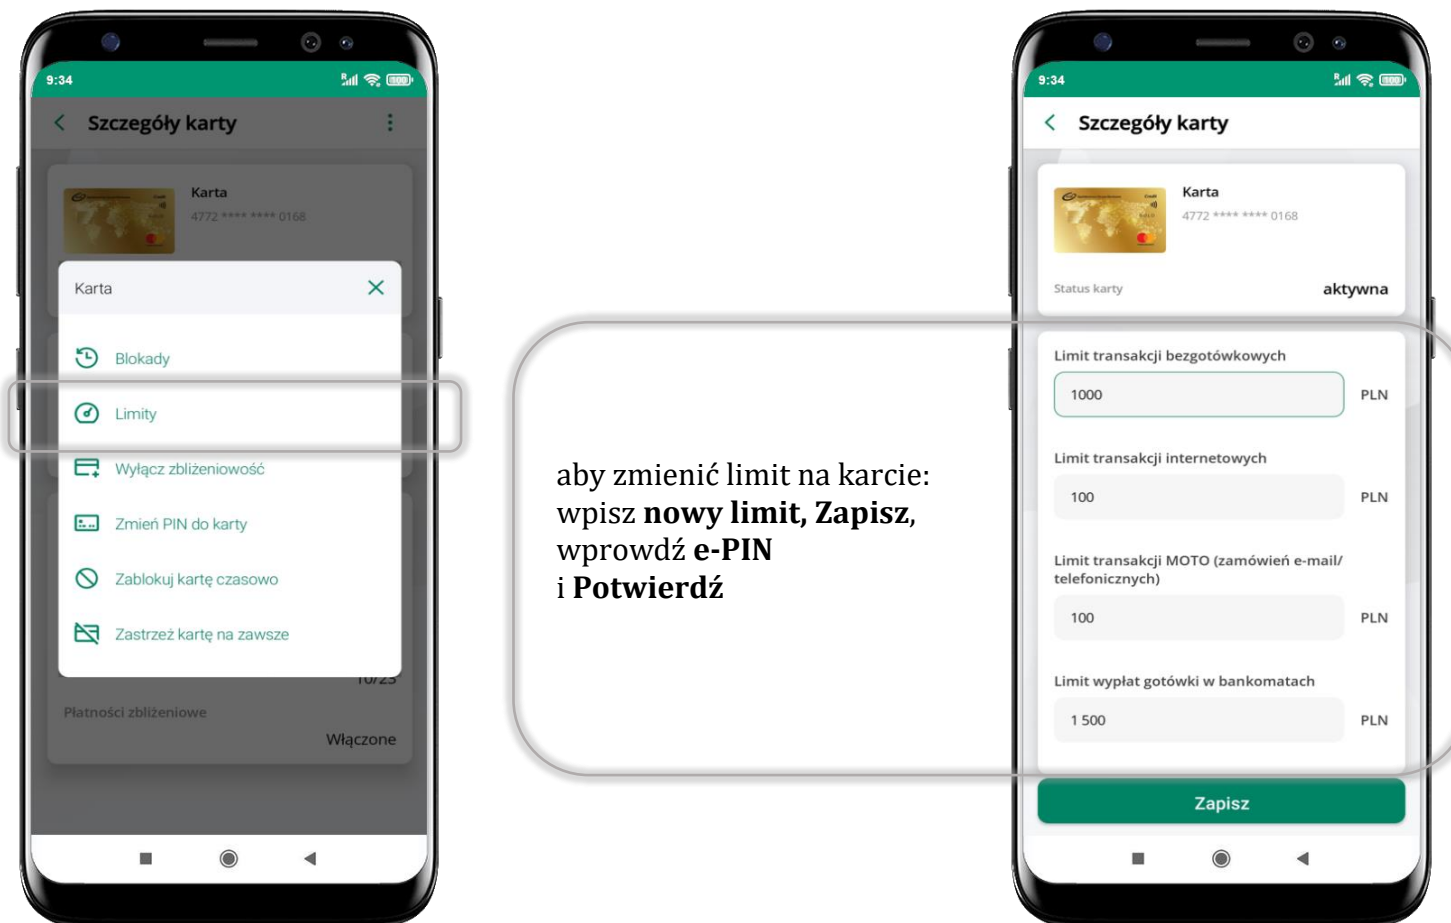 9:34
Szczegóły karty
Karta
4772 **** **** 0168
Karta
Blokady
Limity
Wyłącz zbliżeniowość
Zmień PIN do karty
Zablokuj kartę czasowo
Zastrzeż kartę na zawsze
10/25
Płatności zbliżeniowe
Włączone
aby zmienić limit na karcie:
wpisz nowy limit, Zapisz,
wprowdź e-PIN
i Potwierdź
9:34
Szczegóły karty
Karta
4772 **** **** 0168
Status karty aktywna
Limit transakcji bezgotówkowych
1000 PLN
Limit transakcji internetowych
100 PLN
Limit transakcji MOTO (zamówień e-mail/
telefonicznych)
100 PLN
Limit wypłat gotówki w bankomatach
1 500 PLN
Zapisz